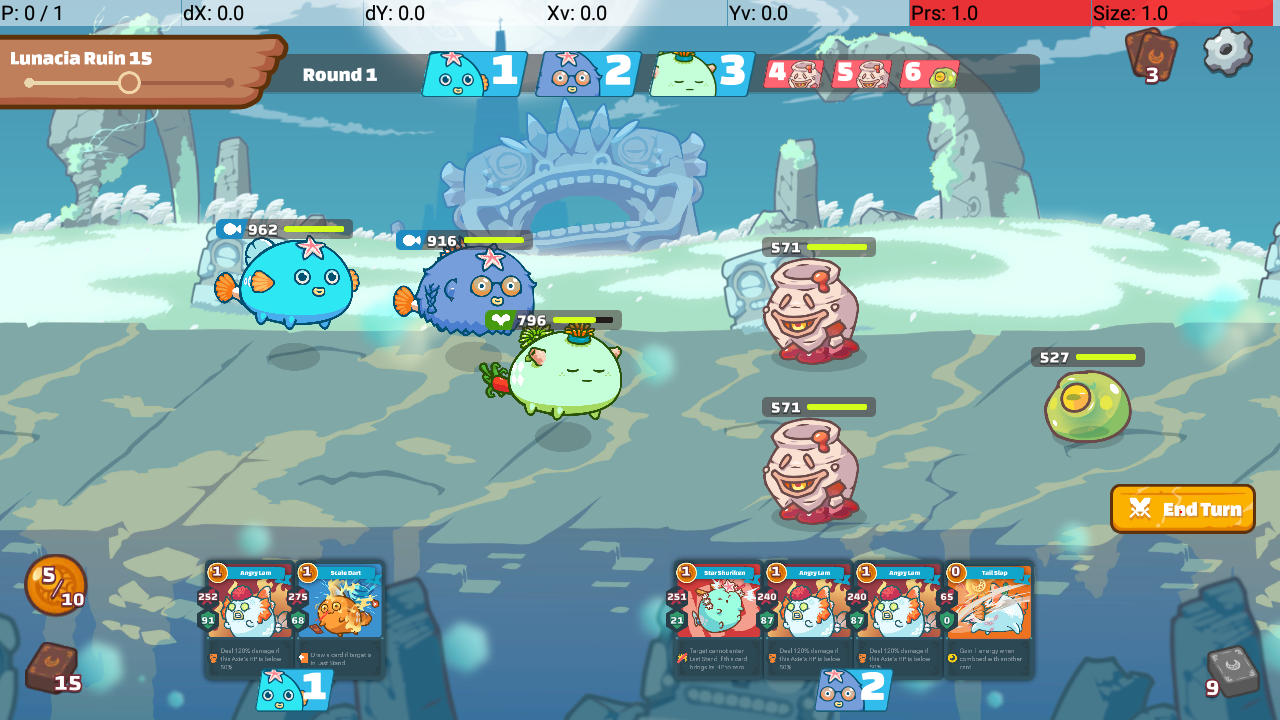 P: 0 / 1 dX: 0.0 dY: 0.0 Xv: 0.0 Yv: 0.0 Prs: 1.0 Size: 1.0
Lunacia Ruin 15
Round 1
1 2 3 4 5 6
3
962
916
796
571
571
527
End Turn
5/10
15
9
1 Angry Lam
252
91
Deal 120% damage if
this Axie's HP is below
50%
1 Scale Dart
275
68
Draw a card if target is
in Last Stand
1 Star Shuriken
251
21
Target cannot enter
Last Stand if this card
brings its HP to zero
1 Angry Lam
240
87
Deal 120% damage if
this Axie's HP is below
50%
1 Angry Lam
240
87
Deal 120% damage if
this Axie's HP is below
50%
0 Tail Slap
65
0
Gain 1 energy when
comboed with another
card
1
2